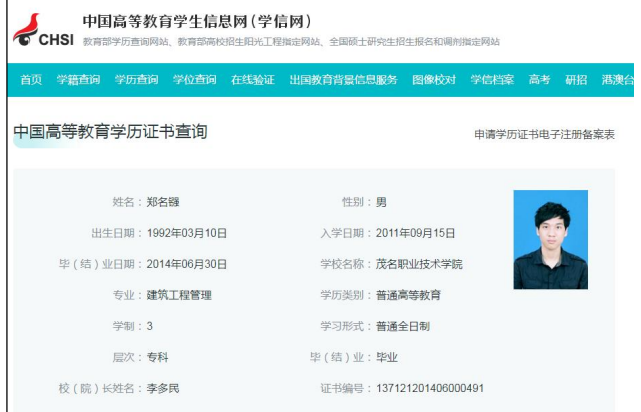 中国高等教育学生信息网(学信网)
CHSI 教育部学历查询网站、教育部高校招生阳光工程指定网站、全国硕士研究生招生报名和调剂指定网站
首页 学籍查询 学历查询 学位查询 在线验证 出国教育背景信息服务 图像校对 学信档案 高考 研招 港澳台
中国高等教育学历证书查询 申请学历证书电子注册备案表
姓名：郑名镪 性别：男
出生日期：1992年03月10日 入学日期：2011年09月15日
毕(结)业日期：2014年06月30日 学校名称：茂名职业技术学院
专业：建筑工程管理 学历类别：普通高等教育
学制：3 学习形式：普通全日制
层次：专科 毕(结)业：毕业
校(院)长姓名：李多民 证书编号：137121201406000491